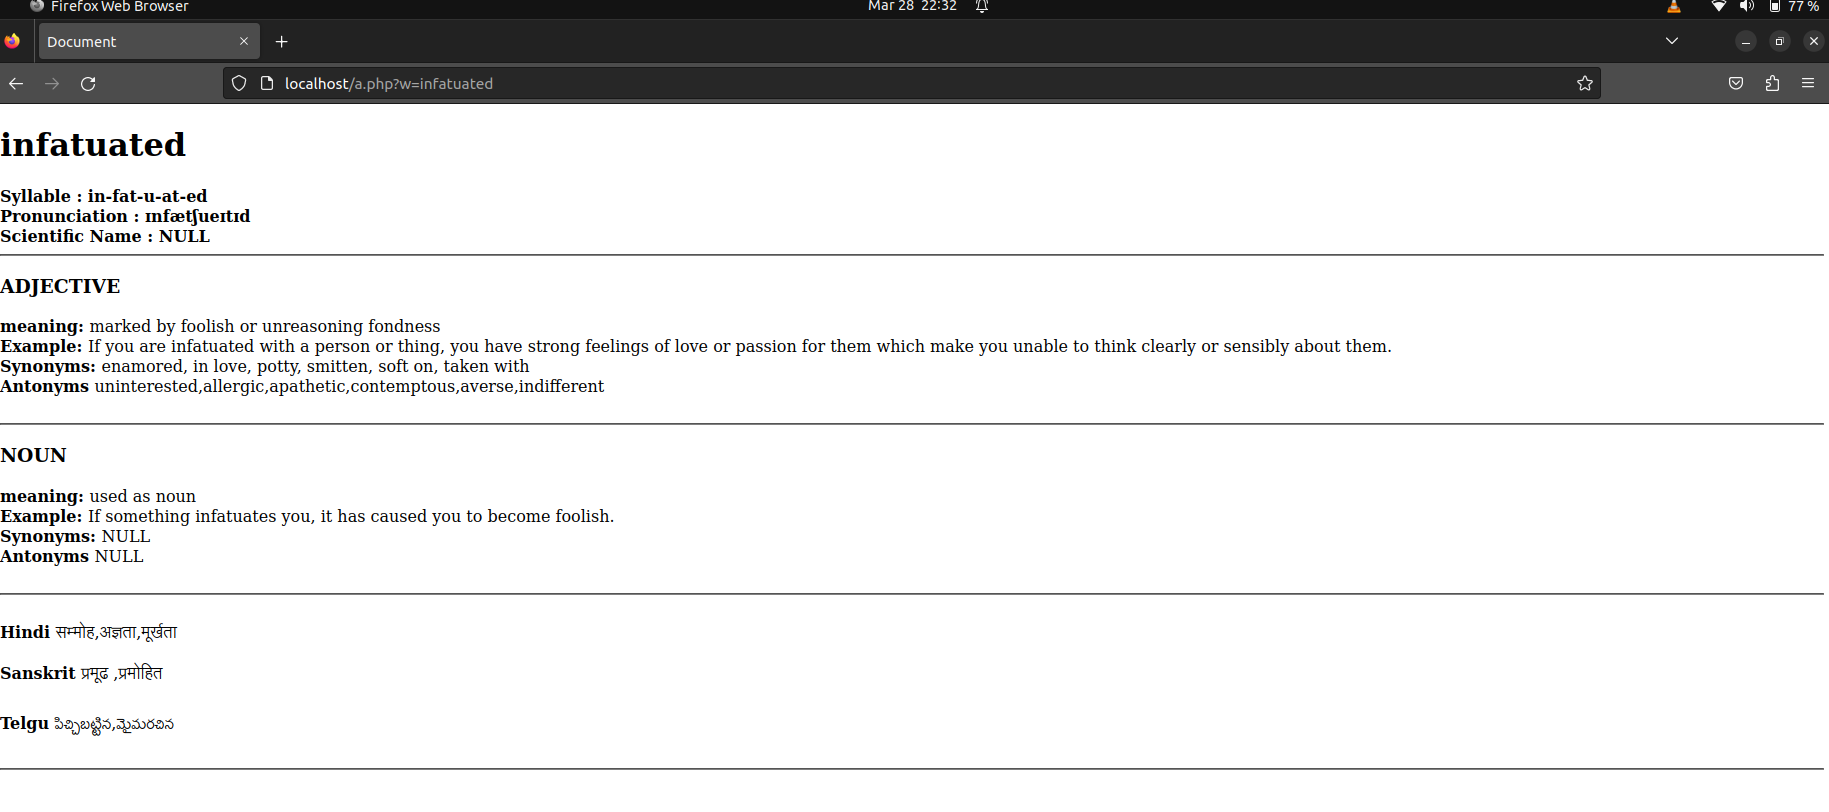 Firefox Web Browser
Mar 28 22:32
77 %
Document
localhost/a.php?w=infatuated
infatuated
Syllable : in-fat-u-at-ed
Pronunciation : ɪnfætʃueɪtɪd
Scientific Name : NULL
ADJECTIVE
meaning: marked by foolish or unreasoning fondness
Example: If you are infatuated with a person or thing, you have strong feelings of love or passion for them which make you unable to think clearly or sensibly about them.
Synonyms: enamored, in love, potty, smitten, soft on, taken with
Antonyms uninterested,allergic,apathetic,contemptous,averse,indifferent
NOUN
meaning: used as noun
Example: If something infatuates you, it has caused you to become foolish.
Synonyms: NULL
Antonyms NULL
Hindi सम्मोह,अज्ञता,मूर्खता
Sanskrit प्रमूढ ,प्रमोहित
Telgu పిచ్చిబట్టిన,మైమరచిన